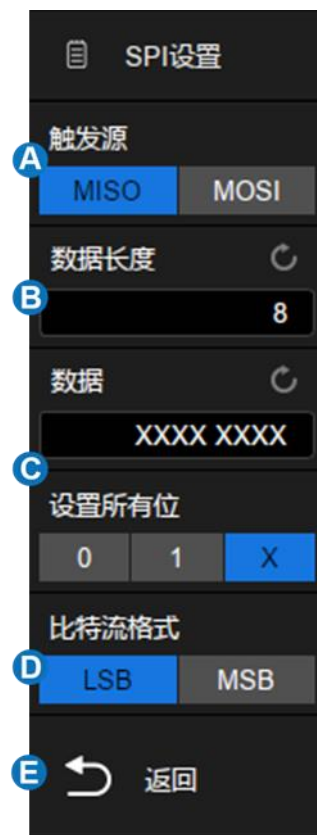 SPI设置
触发源
A
MISO MOSI
数据长度
B
8
数据
XXXX XXXX
C
设置所有位
0 1 X
比特流格式
D
LSB MSB
E
返回